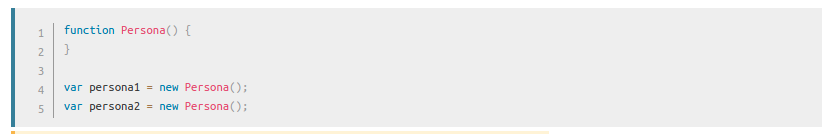 1 function Persona() {
2 }
3
4 var persona1 = new Persona();
5 var persona2 = new Persona();